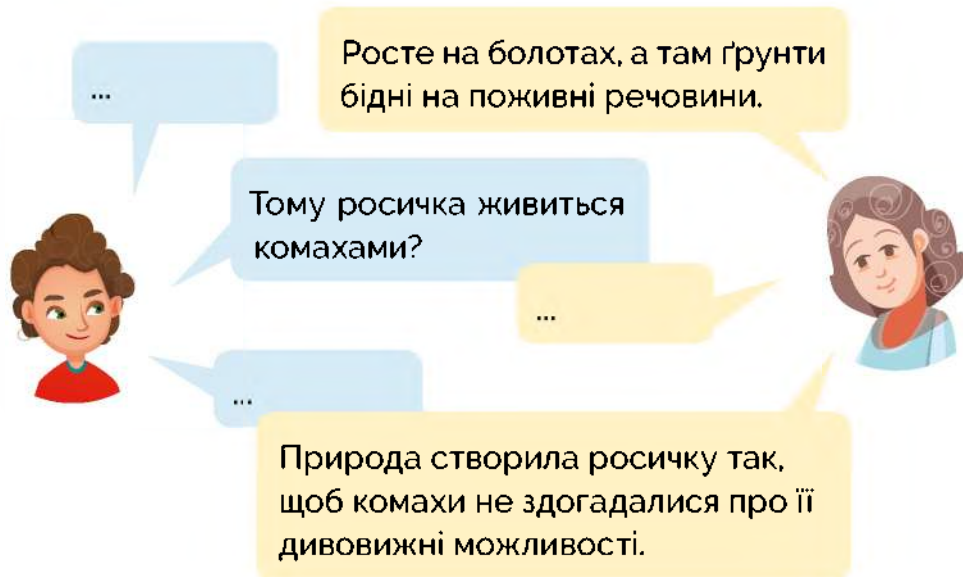 ...
Росте на болотах, а там ґрунти
бідні на поживні речовини.
Тому росичка живиться
комахами?
...
...
Природа створила росичку так,
щоб комахи не здогадалися про її
дивовижні можливості.